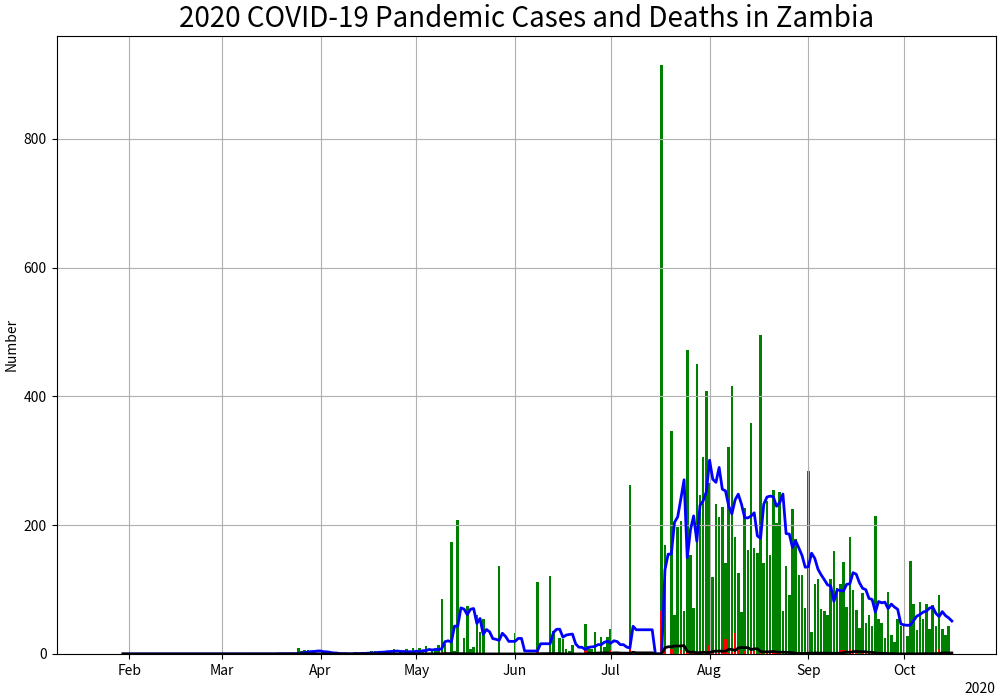 2020 COVID-19 Pandemic Cases and Deaths in Zambia
800
600
400
200
0
Number
Feb Mar Apr May Jun Jul Aug Sep Oct
2020